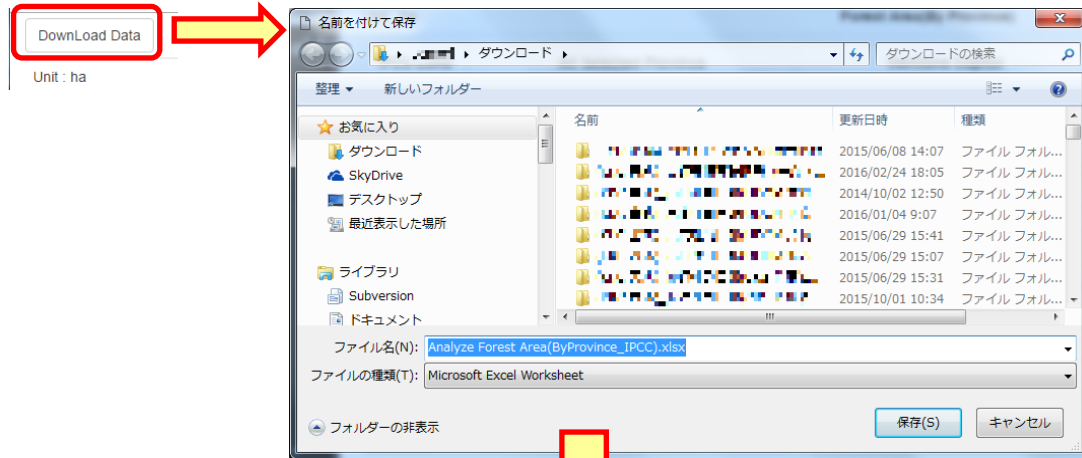 DownLoad Data
Unit : ha
名前を付けて保存
Forest Area(By Province)
ダウンロード
ダウンロードの検索
整理
新しいフォルダー
お気に入り
ダウンロード
SkyDrive
デスクトップ
最近表示した場所
ライブラリ
Subversion
ドキュメント
名前 更新日時 種類
2015/06/08 14:07 ファイル フォル...
2016/02/24 18:05 ファイル フォル...
2014/10/02 12:50 ファイル フォル...
2016/01/04 9:07 ファイル フォル...
2015/06/29 15:41 ファイル フォル...
2015/06/29 15:07 ファイル フォル...
2015/06/29 15:31 ファイル フォル...
2015/10/01 10:34 ファイル フォル...
ファイル名(N): Analyze Forest Area(ByProvince_IPCC).xlsx
ファイルの種類(T): Microsoft Excel Worksheet
フォルダーの非表示
保存(S)
キャンセル